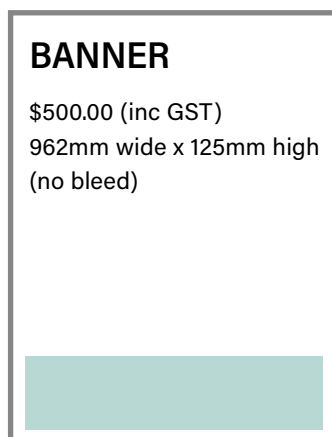 BANNER
$500.00 (inc GST)
962mm wide x 125mm high
(no bleed)